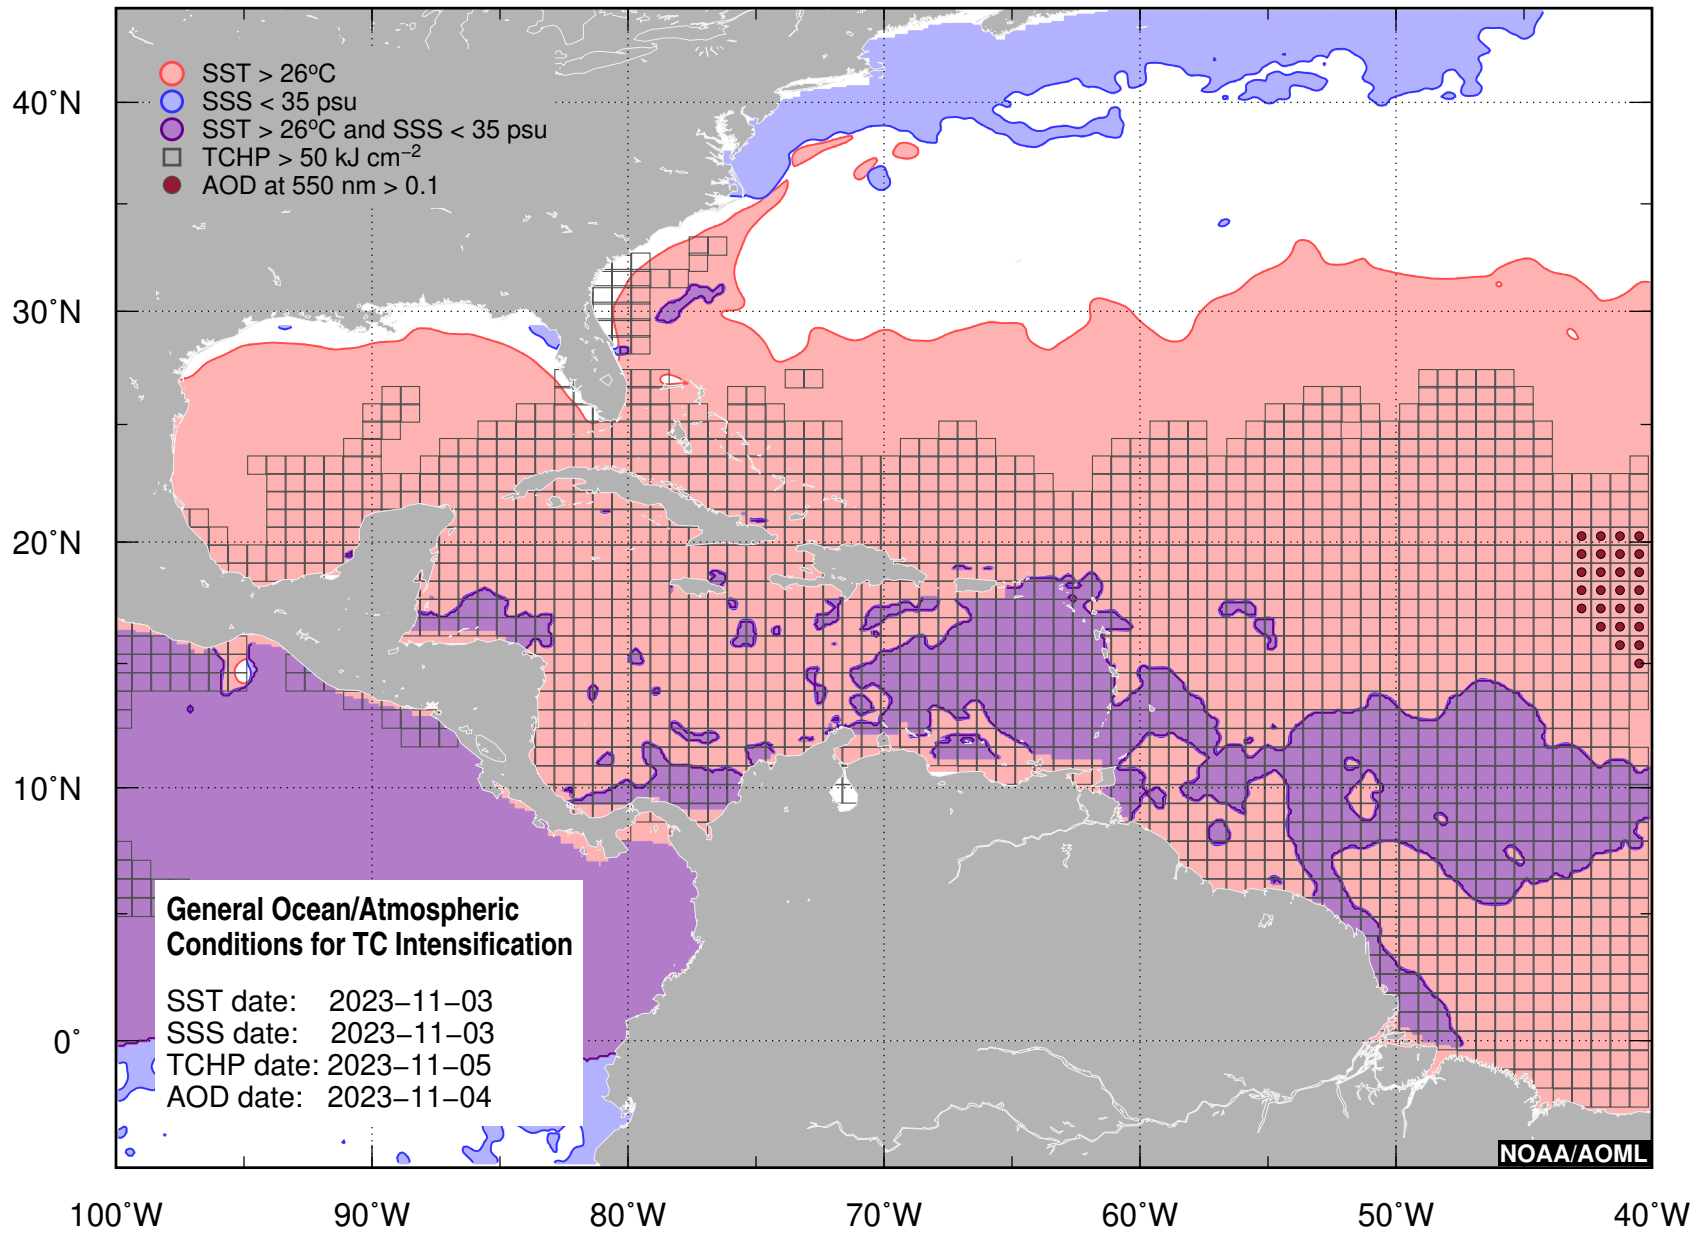 SST > 26°C
SSS < 35 psu
SST > 26°C and SSS < 35 psu
TCHP > 50 kJ cm⁻²
AOD at 550 nm > 0.1
40°N
30°N
20°N
10°N
0°
General Ocean/Atmospheric
Conditions for TC Intensification
SST date: 2023−11−03
SSS date: 2023−11−03
TCHP date: 2023−11−05
AOD date: 2023−11−04
NOAA/AOML
100°W 90°W 80°W 70°W 60°W 50°W 40°W